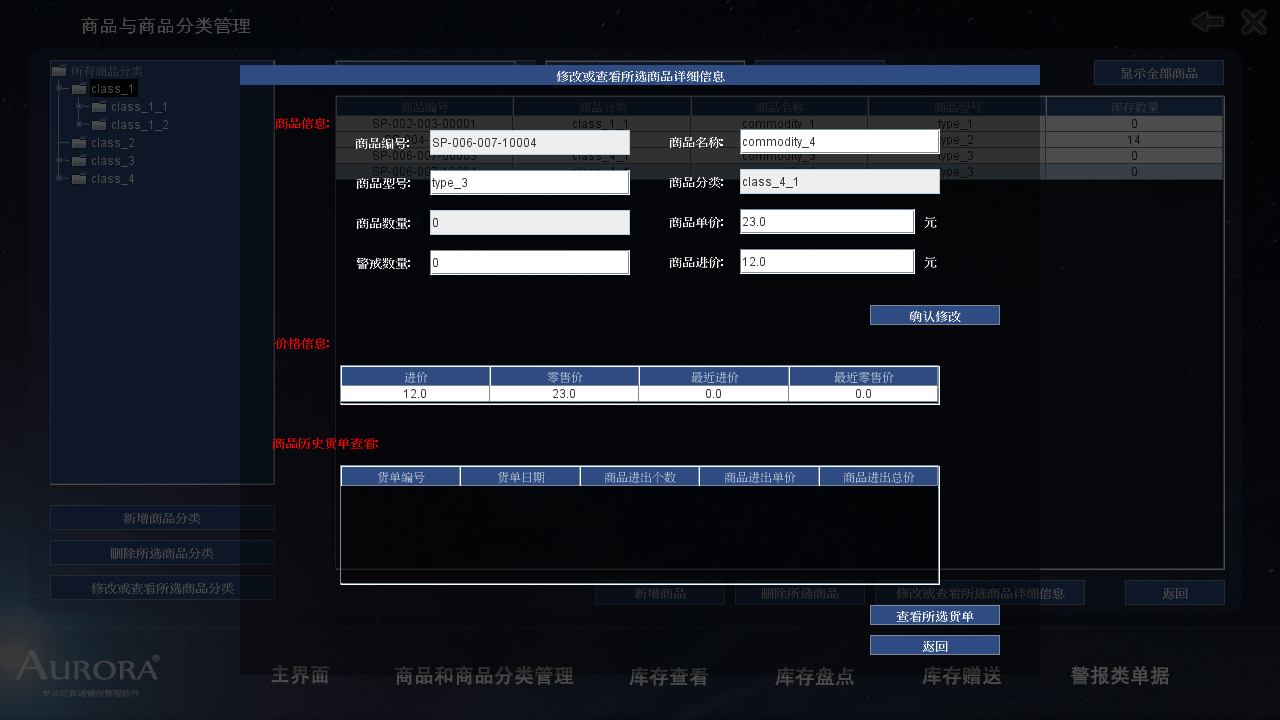 商品与商品分类管理
所有商品分类
class_1
class_1_1
class_1_2
class_2
class_3
class_4
显示全部商品
修改或查看所选商品详细信息
商品编号 商品分类 商品名称 商品型号 库存数量
SP-002-003-00001 class_1_1 commodity_1 type_1 0
type_2 14
commodity_3 type_3 0
type_3 0
商品信息:
商品编号: SP-006-007-10004 商品名称: commodity_4
商品型号: type_3 商品分类: class_4_1
商品数量: 0 商品单价: 23.0 元
警戒数量: 0 商品进价: 12.0 元
确认修改
价格信息:
进价 零售价 最近进价 最近零售价
12.0 23.0 0.0 0.0
商品历史货单查看:
货单编号 货单日期 商品进出个数 商品进出单价 商品进出总价
新增商品分类
删除所选商品分类
修改或查看所选商品分类
新增商品 删除所选商品 修改或查看所选商品详细信息 返回
查看所选货单
返回
AURORA®
专业灯具进销存管理软件
主界面 商品和商品分类管理 库存查看 库存盘点 库存赠送 警报类单据